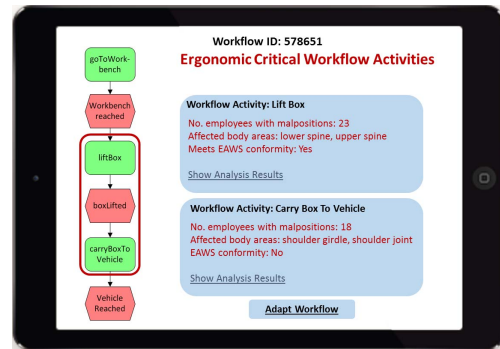 Workflow ID: 578651
Ergonomic Critical Workflow Activities
goToWork-
bench
Workbench
reached
liftBox
boxLifted
carryBoxTo
Vehicle
Vehicle
Reached
Workflow Activity: Lift Box
No. employees with malpositions: 23
Affected body areas: lower spine, upper spine
Meets EAWS conformity: Yes
Show Analysis Results
Workflow Activity: Carry Box To Vehicle
No. employees with malpositions: 18
Affected body areas: shoulder girdle, shoulder joint
EAWS conformity: No
Show Analysis Results
Adapt Workflow